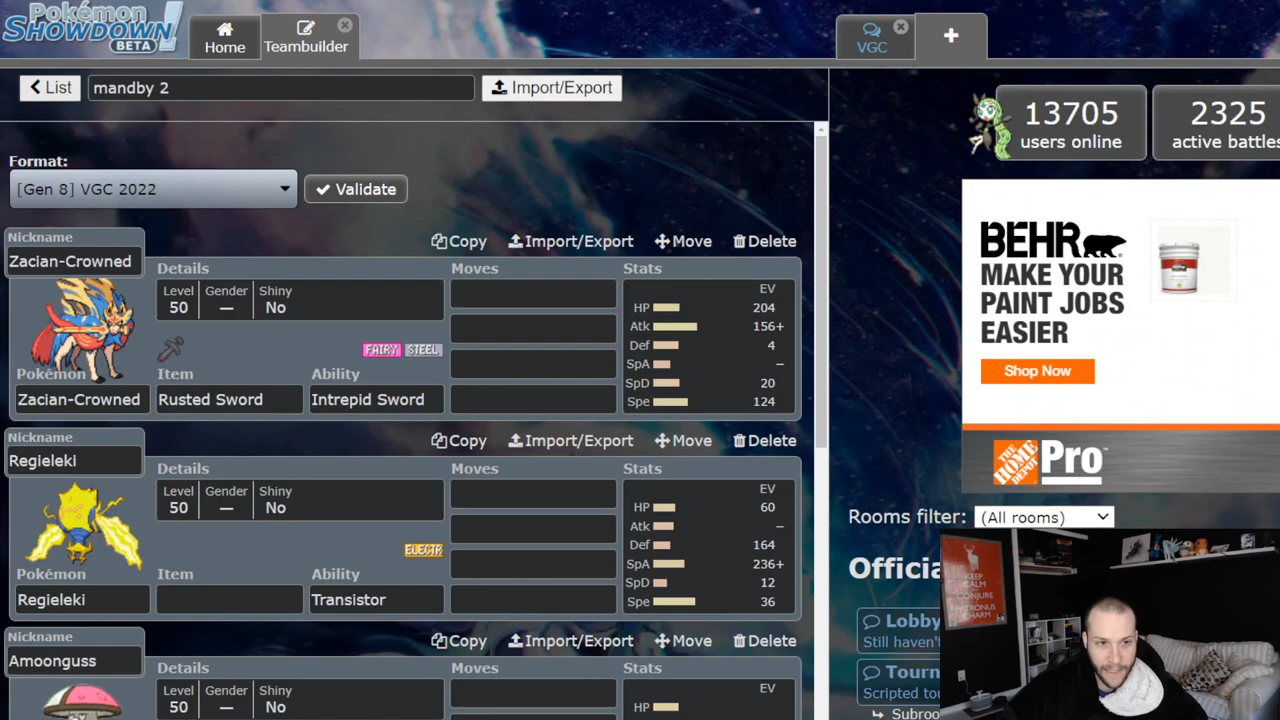 Pokémon
SHOWDOWN!
BETA
Home
Teambuilder
VGC
List
mandby 2
Import/Export
13705
users online
2325
active battles
Format:
[Gen 8] VGC 2022
Validate
BEHR
MAKE YOUR
PAINT JOBS
EASIER
Shop Now
THE HOME DEPOT
Pro
Nickname
Zacian-Crowned
Copy Import/Export Move Delete
Details Moves Stats
Level Gender Shiny
50 — No
EV
HP 204
Atk 156+
Def 4
SpA –
SpD 20
Spe 124
FAIRY STEEL
Pokémon Item Ability
Zacian-Crowned Rusted Sword Intrepid Sword
Nickname
Regieleki
Copy Import/Export Move Delete
Details Moves Stats
Level Gender Shiny
50 — No
EV
HP 60
Atk –
Def 164
SpA 236+
SpD 12
Spe 36
ELECTR
Pokémon Item Ability
Regieleki Transistor
Nickname
Amoonguss
Copy Import/Export Move Delete
Details Moves Stats
Level Gender Shiny
50 — No
EV
HP
Rooms filter: (All rooms)
Officia
Lobby
Still haven't
Tourn
Scripted tou
Subroo
KEEP
CALM
CONJURE
PATRONUS
CHARM